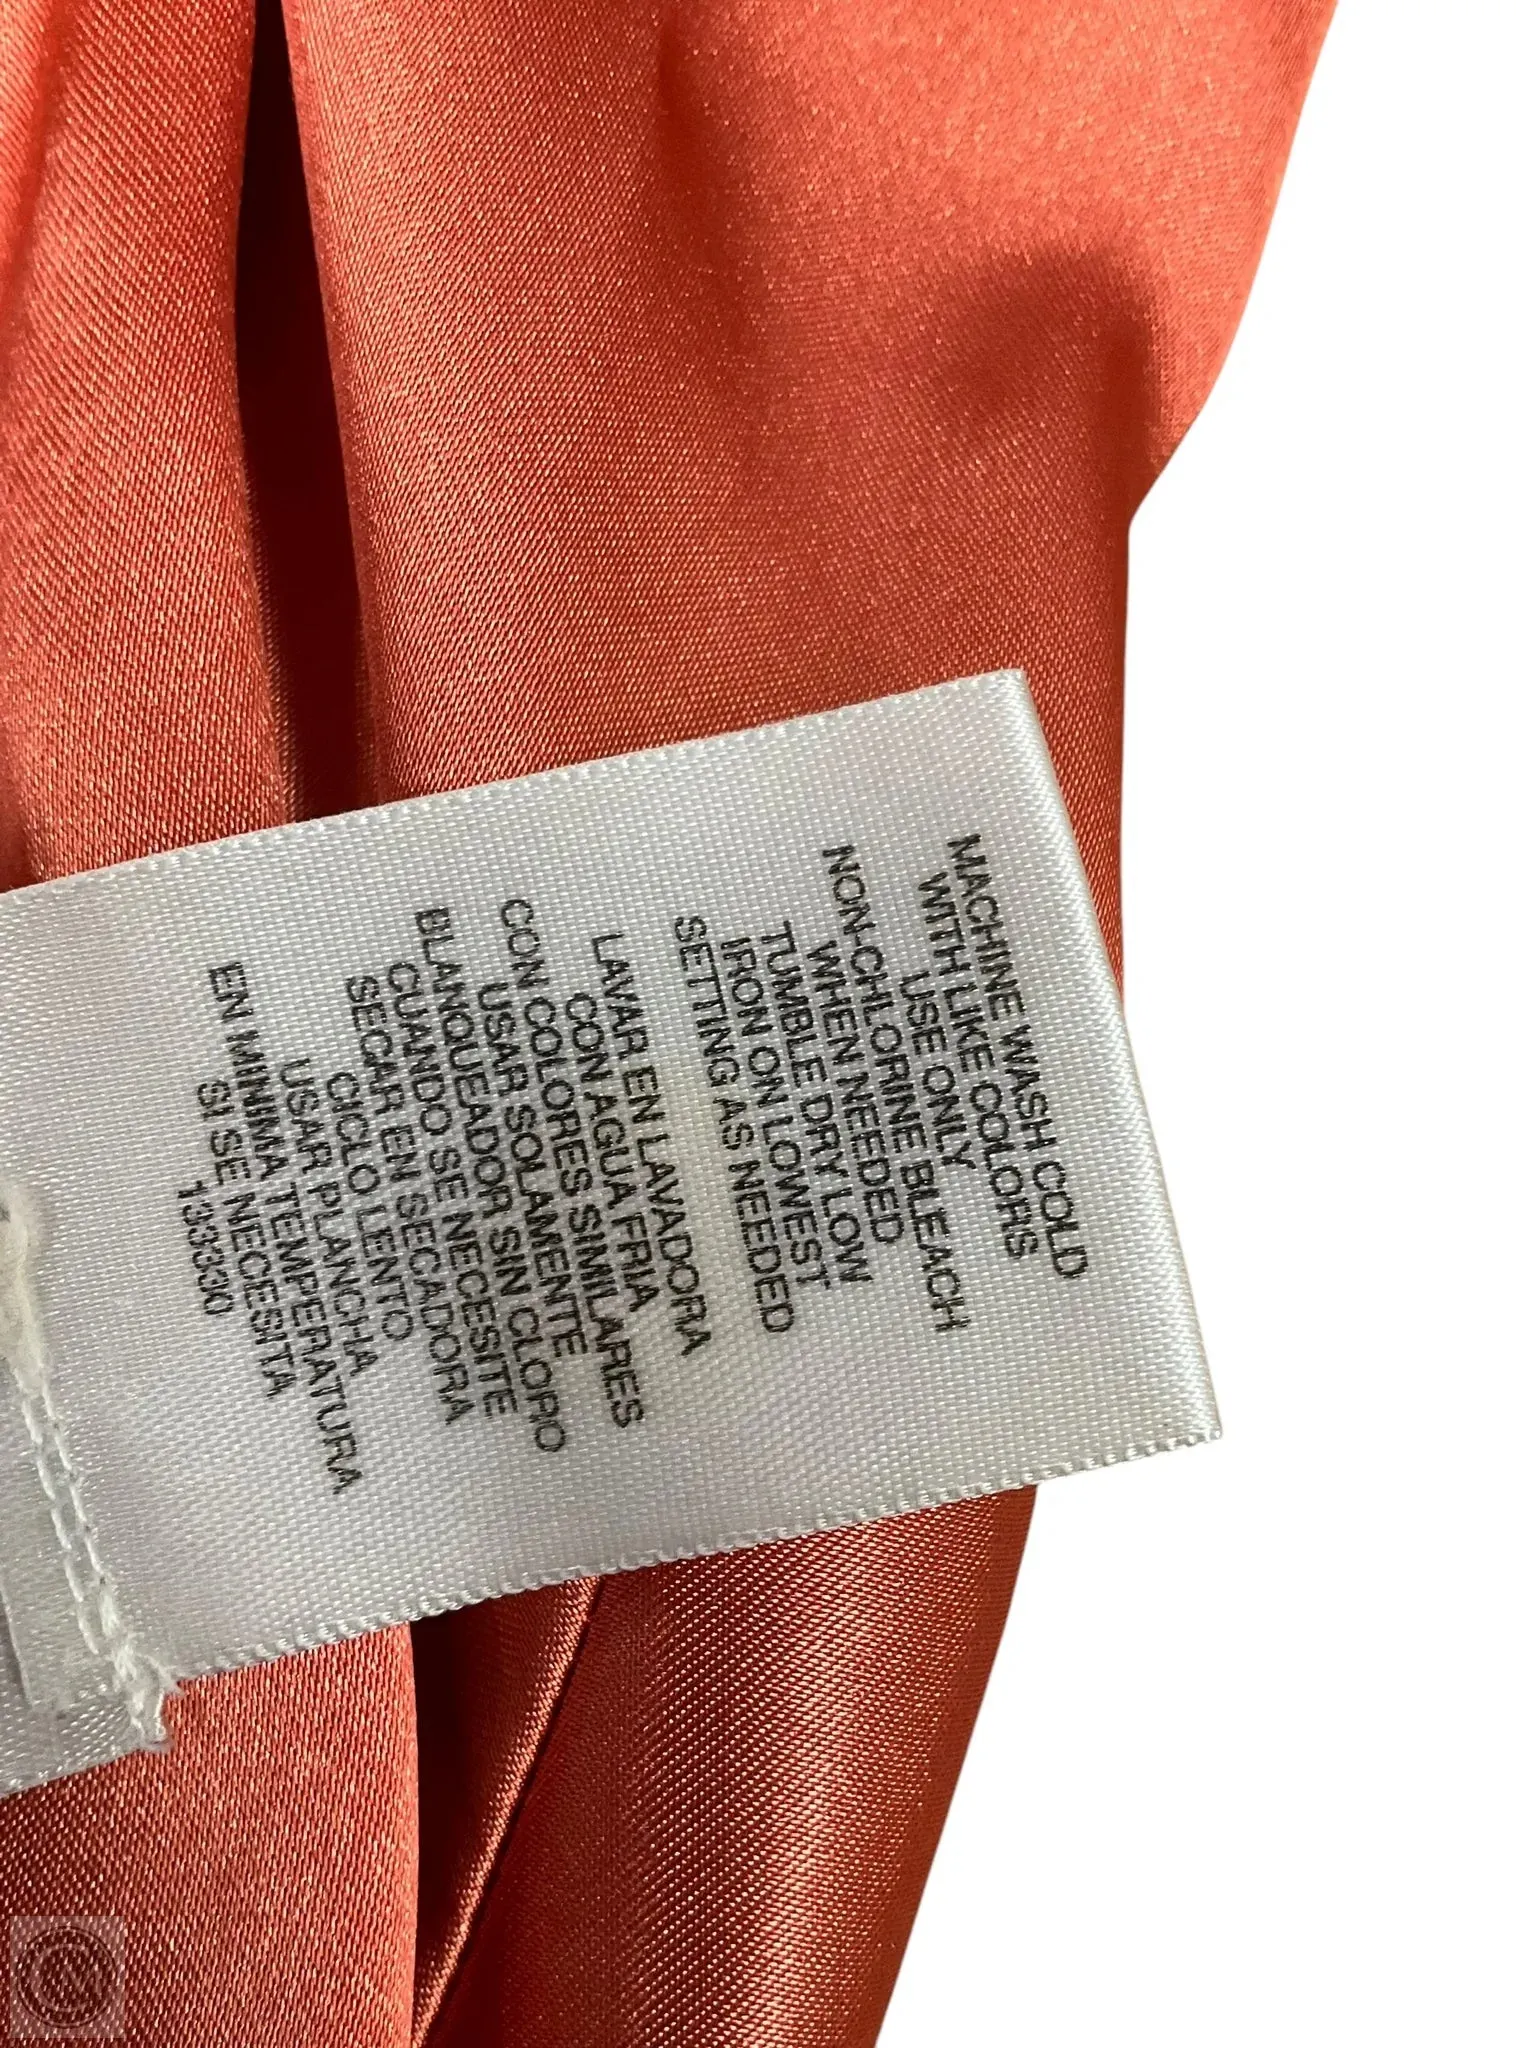 MACHINE WASH COLD
WITH LIKE COLORS
USE ONLY
NON-CHLORINE BLEACH
WHEN NEEDED
TUMBLE DRY LOW
IRON ON LOWEST
SETTING AS NEEDED
LAVAR EN LAVADORA
CON AGUA FRIA
CON COLORES SIMILARES
USAR SOLAMENTE
BLANQUEADOR SIN CLORO
CUANDO SE NECESITE
SECAR EN SECADORA
CICLO LENTO
USAR PLANCHA
EN MINIMA TEMPERATURA
SI SE NECESITA
133330